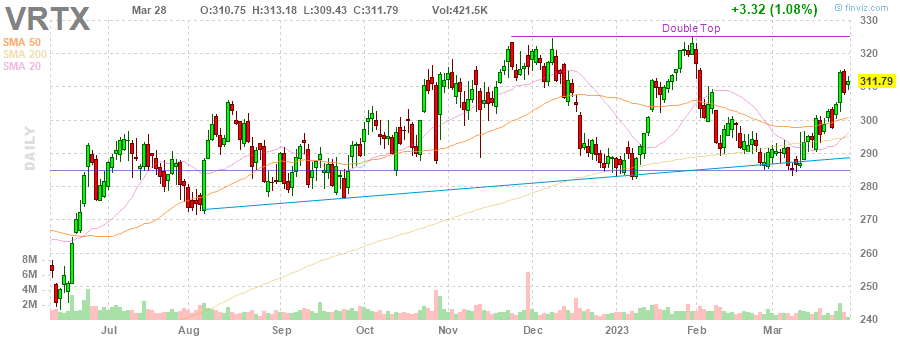 VRTX Mar 28 O:310.75 H:313.18 L:309.43 C:311.79 Vol:421.5K +3.32 (1.08%) © finviz.com
330
Double Top
SMA 50
SMA 200
SMA 20
320
311.79
300
DAILY
290
280
270
260
8M
250
6M
4M
2M
240
Jul Aug Sep Oct Nov Dec 2023 Feb Mar